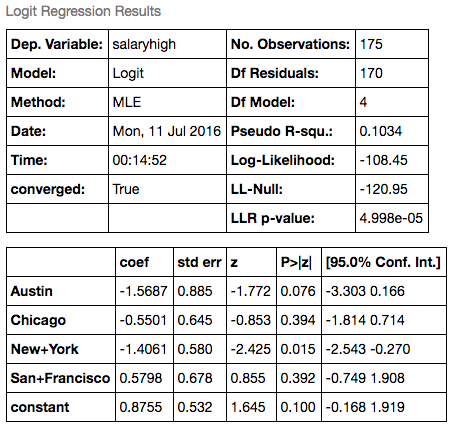 Logit Regression Results
Dep. Variable: salaryhigh No. Observations: 175
Model: Logit Df Residuals: 170
Method: MLE Df Model: 4
Date: Mon, 11 Jul 2016 Pseudo R-squ.: 0.1034
Time: 00:14:52 Log-Likelihood: -108.45
converged: True LL-Null: -120.95
LLR p-value: 4.998e-05
coef std err z P>|z| [95.0% Conf. Int.]
Austin -1.5687 0.885 -1.772 0.076 -3.303 0.166
Chicago -0.5501 0.645 -0.853 0.394 -1.814 0.714
New+York -1.4061 0.580 -2.425 0.015 -2.543 -0.270
San+Francisco 0.5798 0.678 0.855 0.392 -0.749 1.908
constant 0.8755 0.532 1.645 0.100 -0.168 1.919